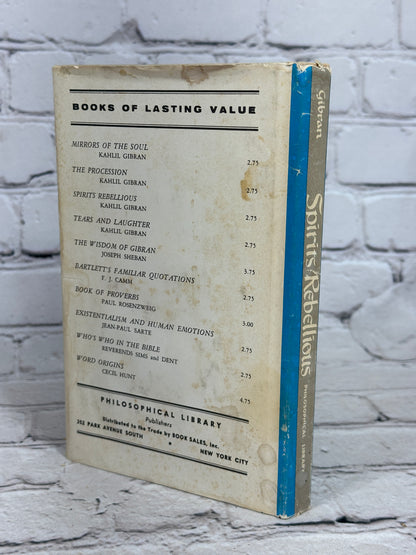 BOOKS OF LASTING VALUE
MIRRORS OF THE SOUL
KAHLIL GIBRAN 2.75
THE PROCESSION
KAHLIL GIBRAN 2.75
SPIRITS REBELLIOUS
KAHLIL GIBRAN 2.75
TEARS AND LAUGHTER
KAHLIL GIBRAN 2.75
THE WISDOM OF GIBRAN
JOSEPH SHEBAN 2.75
BARTLETT'S FAMILIAR QUOTATIONS
F. J. CAMM 3.75
BOOK OF PROVERBS
PAUL ROSENZWEIG 2.75
EXISTENTIALISM AND HUMAN EMOTIONS
JEAN-PAUL SARTE 3.00
WHO'S WHO IN THE BIBLE
REVERENDS SIMS and DENT 2.75
WORD ORIGINS
CECIL HUNT 4.75
PHILOSOPHICAL LIBRARY
Publishers
Distributed to the Trade by BOOK SALES, Inc.
352 PARK AVENUE SOUTH • NEW YORK CITY
Gibran
Spirits/Rebellious
PHILOSOPHICAL LIBRARY